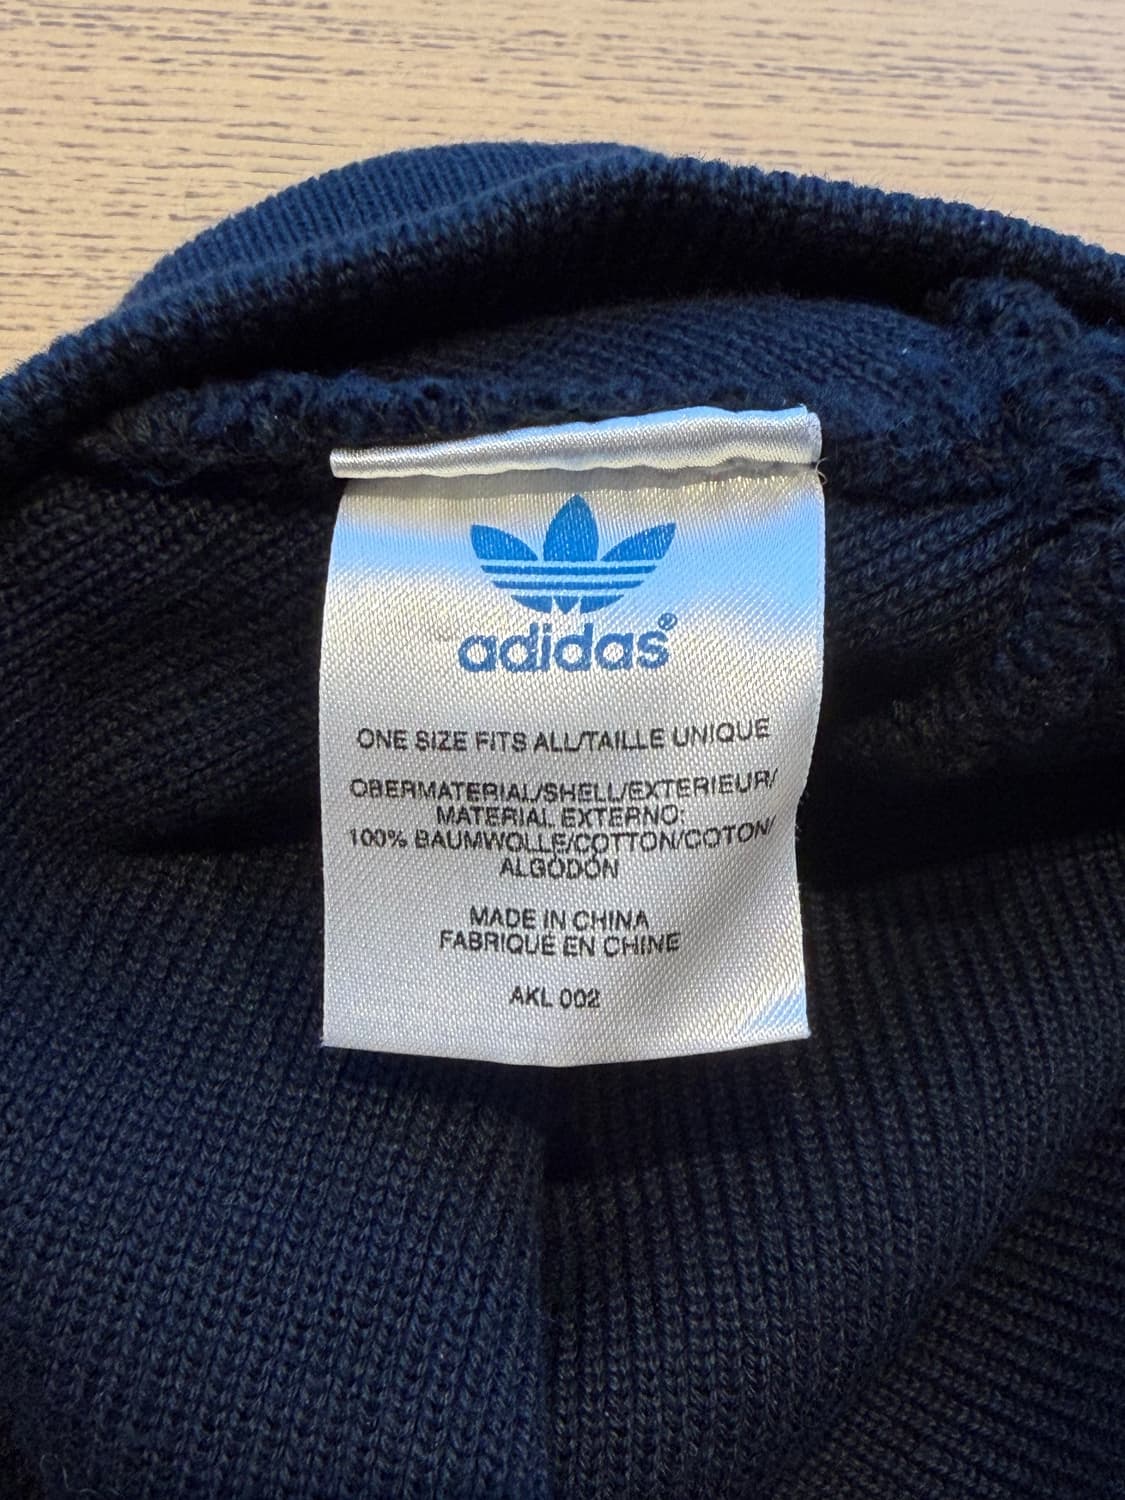 adidas®
ONE SIZE FITS ALL/TAILLE UNIQUE
OBERMATERIAL/SHELL/EXTERIEUR/
MATERIAL EXTERNO:
100% BAUMWOLLE/COTTON/COTON/
ALGODÓN
MADE IN CHINA
FABRIQUE EN CHINE
AKL 002